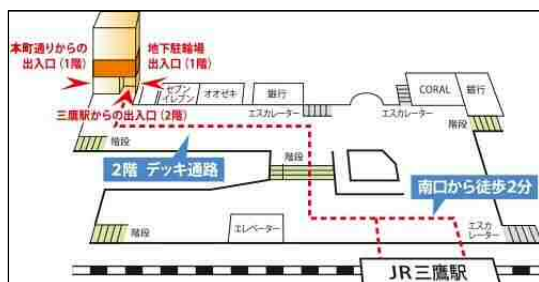 本町通りからの
出入口(1階)
地下駐輪場
出入口(1階)
三鷹駅からの出入口(2階)
セブン
イレブン
オオゼキ
銀行
エスカレーター
エスカレーター
CORAL
銀行
階段
階段
2階 デッキ通路
階段
南口から徒歩2分
階段
エレベーター
エスカ
レーター
JR三鷹駅